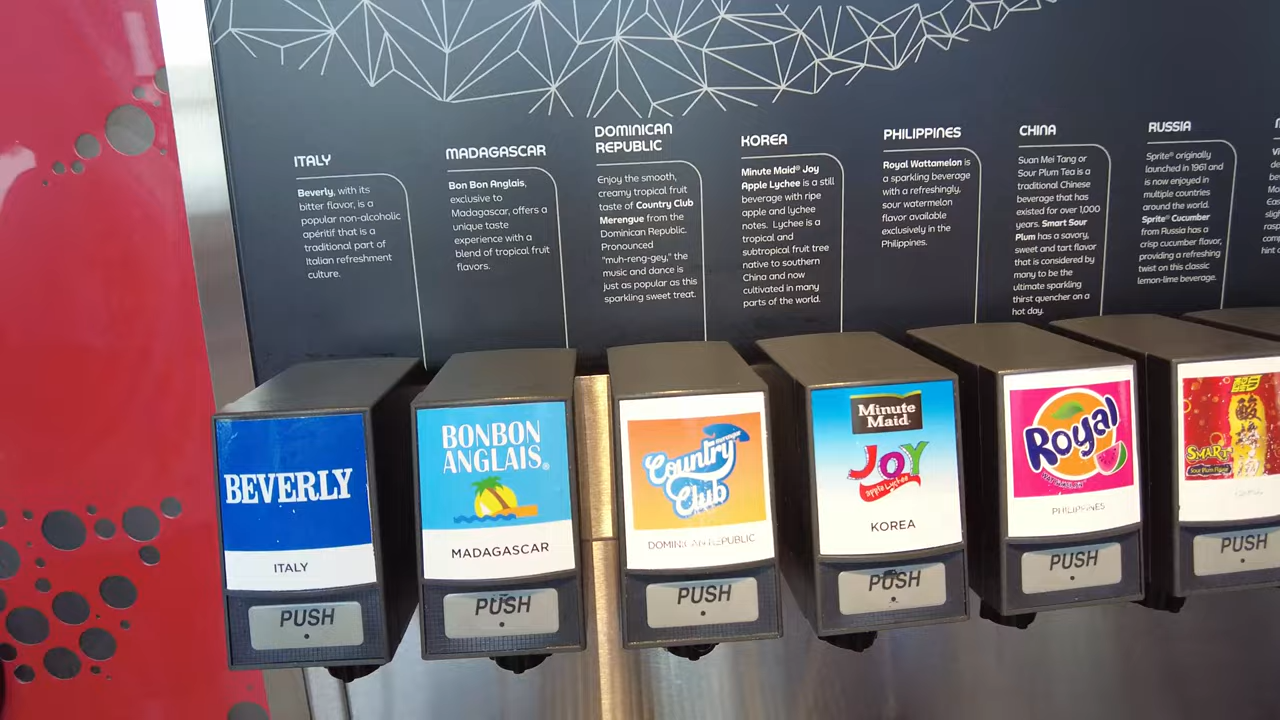 ITALY
Beverly, with its
bitter flavor, is a
popular non-alcoholic
apéritif that is a
traditional part of
Italian refreshment
culture.
MADAGASCAR
Bon Bon Anglais,
exclusive to
Madagascar, offers a
unique taste
experience with a
blend of tropical fruit
flavors.
DOMINICAN
REPUBLIC
Enjoy the smooth,
creamy tropical fruit
taste of Country Club
Merengue from the
Dominican Republic.
Pronounced
"muh-reng-gey," the
music and dance is
just as popular as this
sparkling sweet treat.
KOREA
Minute Maid® Joy
Apple Lychee is a still
beverage with ripe
apple and lychee
notes. Lychee is a
tropical and
subtropical fruit tree
native to southern
China and now
cultivated in many
parts of the world.
PHILIPPINES
Royal Wattamelon is
a sparkling beverage
with a refreshingly,
sour watermelon
flavor available
exclusively in the
Philippines.
CHINA
Suan Mei Tang or
Sour Plum Tea is a
traditional Chinese
beverage that has
existed for over 1,000
years. Smart Sour
Plum has a savory,
sweet and tart flavor
that is considered by
many to be the
ultimate sparkling
thirst quencher on a
hot day.
RUSSIA
Sprite® originally
launched in 1961 and
is now enjoyed in
multiple countries
around the world.
Sprite® Cucumber
from Russia has a
crisp cucumber flavor,
providing a refreshing
twist on this classic
lemon-lime beverage.
BEVERLY
ITALY
PUSH
BONBON
ANGLAIS®
MADAGASCAR
PUSH
Country
Club
DOMINICAN REPUBLIC
PUSH
Minute
Maid
JOY
apple Lychee
KOREA
PUSH
Royal
PHILIPPINES
PUSH
醒目
酸梅
SMART
Sour Plum Flavor
PUSH